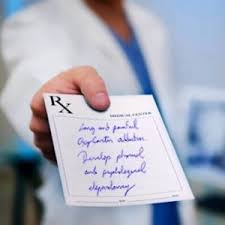 Rx
MEDICAL CENTER
Long and painful
OxyContin addiction.
Develop physical
and psychological
dependency